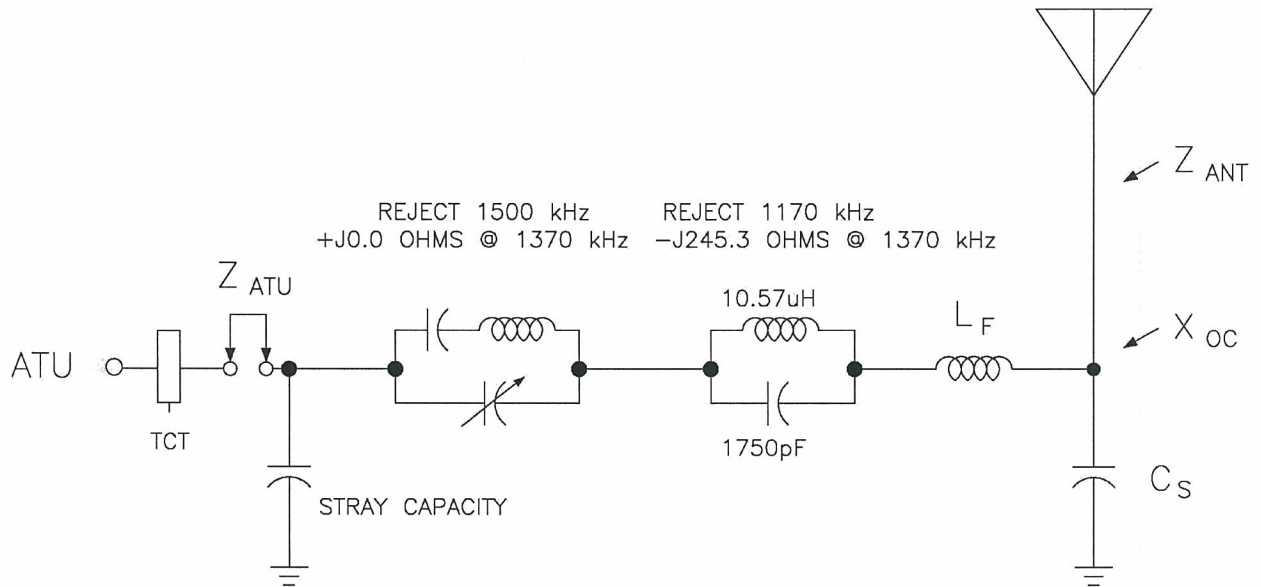 Z ANT
REJECT 1500 kHz
+J0.0 OHMS @ 1370 kHz
REJECT 1170 kHz
-J245.3 OHMS @ 1370 kHz
Z ATU
10.57uH
L F
X OC
ATU
TCT
1750pF
C S
STRAY CAPACITY